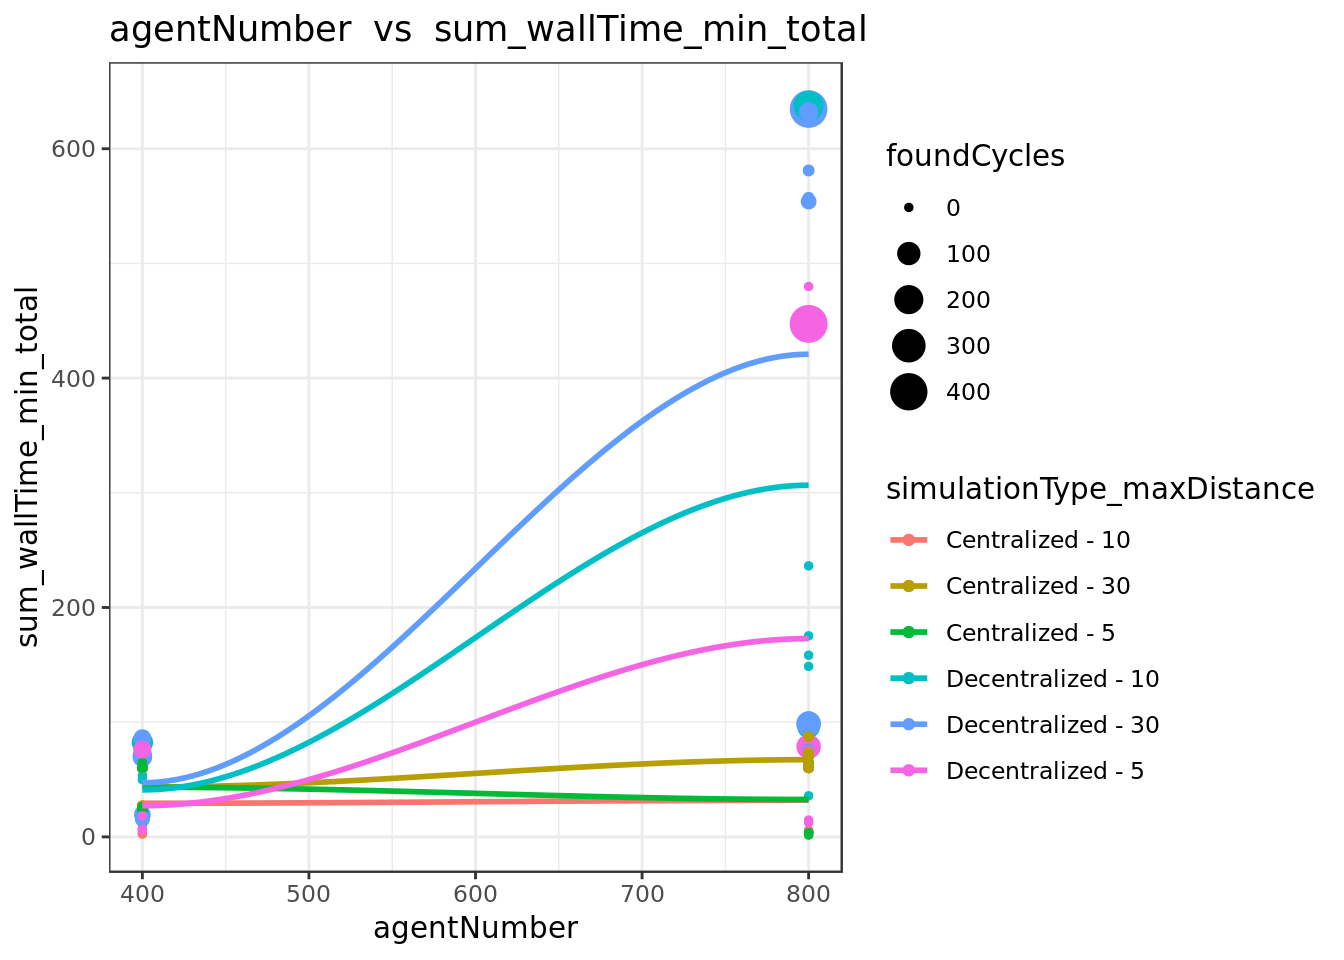 agentNumber vs sum_wallTime_min_total
sum_wallTime_min_total
600
400
200
0
400 500 600 700 800
agentNumber
foundCycles
0
100
200
300
400
simulationType_maxDistance
Centralized - 10
Centralized - 30
Centralized - 5
Decentralized - 10
Decentralized - 30
Decentralized - 5